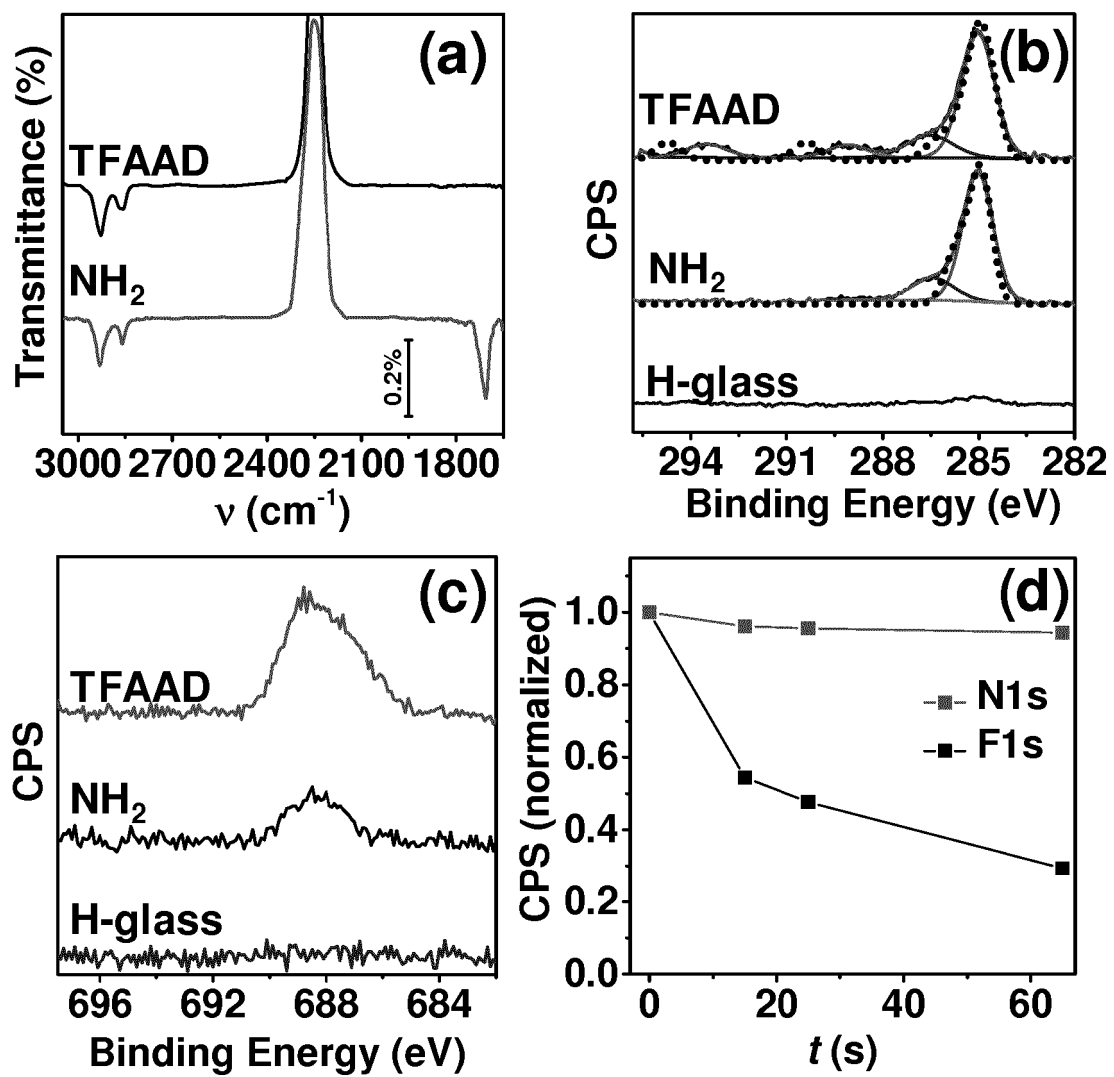 (a)
TFAAD
NH₂
0.2%
Transmittance (%)
3000 2700 2400 2100 1800
ν (cm⁻¹)
(b)
TFAAD
NH₂
H-glass
CPS
294 291 288 285 282
Binding Energy (eV)
(c)
TFAAD
NH₂
H-glass
CPS
696 692 688 684
Binding Energy (eV)
(d)
1.0
0.8
0.6
0.4
0.2
0.0
N1s
F1s
CPS (normalized)
0 20 40 60
t (s)